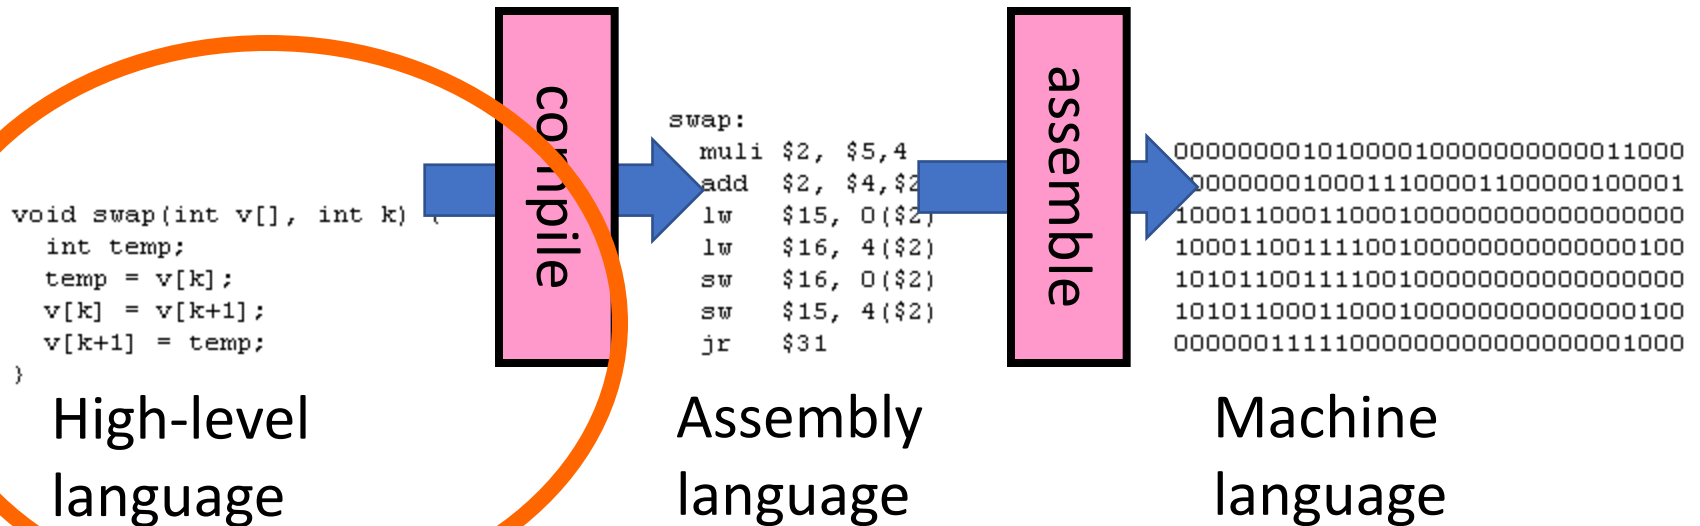 void swap(int v[], int k) {
int temp;
temp = v[k];
v[k] = v[k+1];
v[k+1] = temp;
}
High-level
language
compile
swap:
muli $2, $5,4
add $2, $4,$2
lw $15, 0($2)
lw $16, 4($2)
sw $16, 0($2)
sw $15, 4($2)
jr $31
Assembly
language
assemble
00000000101000010000000000011000
00000000100011100001100000100001
10001100011000100000000000000000
10001100111100100000000000000100
10101100111100100000000000000000
10101100011000100000000000000100
00000011111000000000000000001000
Machine
language